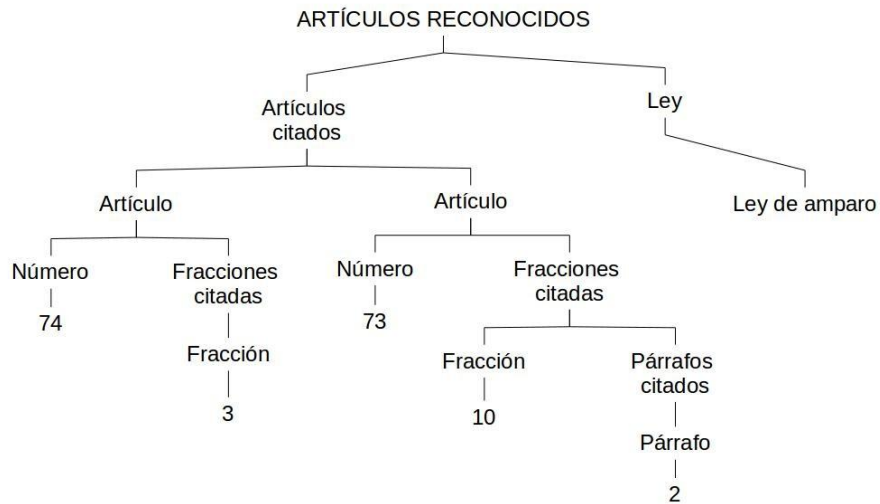 ARTÍCULOS RECONOCIDOS
Artículos
citados
Ley
Artículo
Artículo
Ley de amparo
Número
Fracciones
citadas
Número
Fracciones
citadas
74
73
Fracción
Fracción
Párrafos
citados
3
10
Párrafo
2